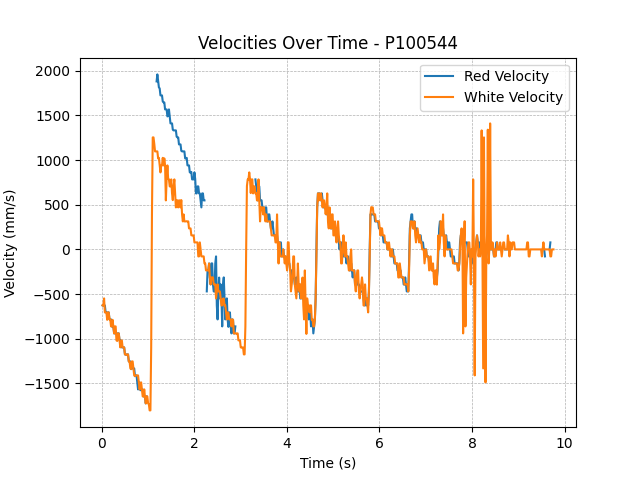 Velocities Over Time - P100544
Red Velocity
White Velocity
2000
1500
1000
500
0
−500
−1000
−1500
Velocity (mm/s)
0
2
4
6
8
10
Time (s)